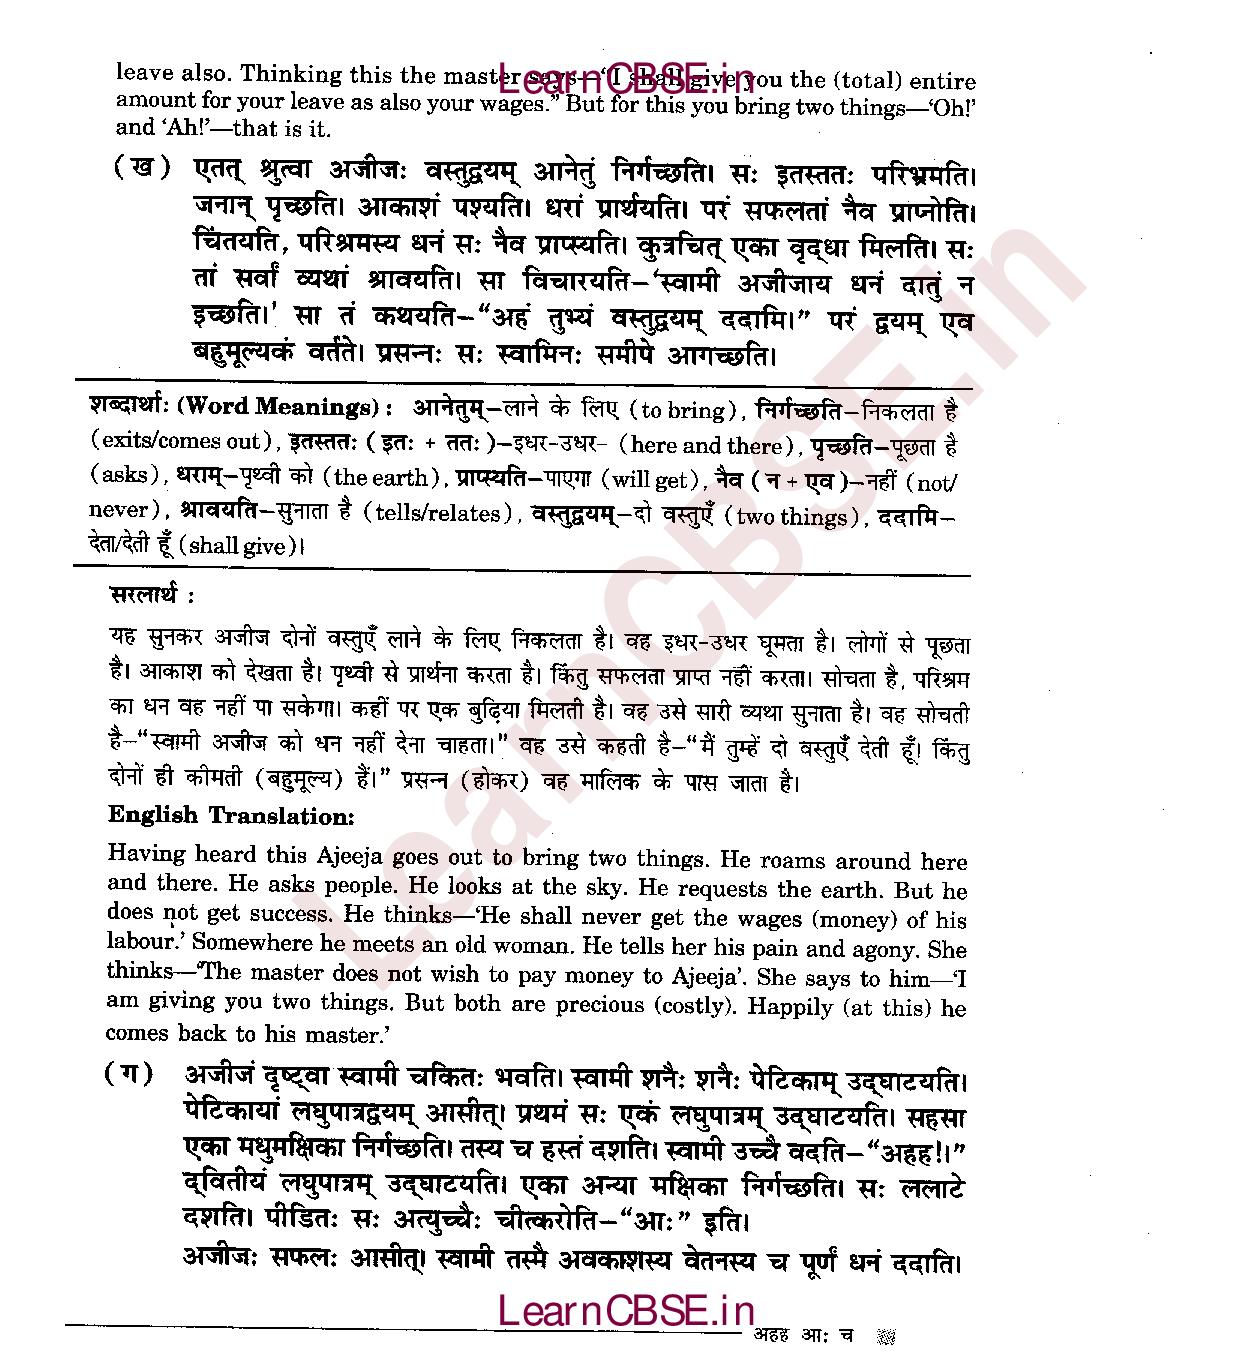 leave also. Thinking this the master says—‘I shall give you the (total) entire
amount for your leave as also your wages.” But for this you bring two things—‘Oh!’
and ‘Ah!’—that is it.
(ख) एतत् श्रुत्वा अजीजः वस्तुद्वयम् आनेतुं निर्गच्छति। सः इतस्ततः परिभ्रमति।
जनान् पृच्छति। आकाशं पश्यति। धरां प्रार्थयति। परं सफलतां नैव प्राप्नोति।
चिंतयति, परिश्रमस्य धनं सः नैव प्राप्स्यति। कुत्रचित् एका वृद्धा मिलति। सः
तां सर्वां व्यथां श्रावयति। सा विचारयति–‘स्वामी अजीजाय धनं दातुं न
इच्छति।’ सा तं कथयति–“अहं तुभ्यं वस्तुद्वयम् ददामि।” परं द्वयम् एव
बहुमूल्यकं वर्तते। प्रसन्नः सः स्वामिनः समीपे आगच्छति।
शब्दार्थाः (Word Meanings) : आनेतुम्–लाने के लिए (to bring), निर्गच्छति–निकलता है
(exits/comes out), इतस्ततः (इतः + ततः)–इधर-उधर- (here and there), पृच्छति–पूछता है
(asks), धराम्–पृथ्वी को (the earth), प्राप्स्यति–पाएगा (will get), नैव (न + एव)–नहीं (not/
never), श्रावयति–सुनाता है (tells/relates), वस्तुद्वयम्–दो वस्तुएँ (two things), ददामि–
देता/देती हूँ (shall give)।
सरलार्थ :
यह सुनकर अजीज दोनों वस्तुएँ लाने के लिए निकलता है। वह इधर-उधर घूमता है। लोगों से पूछता
है। आकाश को देखता है। पृथ्वी से प्रार्थना करता है। किंतु सफलता प्राप्त नहीं करता। सोचता है, परिश्रम
का धन वह नहीं पा सकेगा। कहीं पर एक बुढ़िया मिलती है। वह उसे सारी व्यथा सुनाता है। वह सोचती
है–“स्वामी अजीज को धन नहीं देना चाहता।” वह उसे कहती है–“मैं तुम्हें दो वस्तुएँ देती हूँ! किंतु
दोनों ही कीमती (बहुमूल्य) हैं।” प्रसन्न (होकर) वह मालिक के पास जाता है।
English Translation:
Having heard this Ajeeja goes out to bring two things. He roams around here
and there. He asks people. He looks at the sky. He requests the earth. But he
does not get success. He thinks—‘He shall never get the wages (money) of his
labour.’ Somewhere he meets an old woman. He tells her his pain and agony. She
thinks—‘The master does not wish to pay money to Ajeeja’. She says to him—‘I
am giving you two things. But both are precious (costly). Happily (at this) he
comes back to his master.’
(ग) अजीजं दृष्ट्वा स्वामी चकितः भवति। स्वामी शनैः शनैः पेटिकाम् उद्घाटयति।
पेटिकायां लघुपात्रद्वयम् आसीत्। प्रथमं सः एकं लघुपात्रम् उद्घाटयति। सहसा
एका मधुमक्षिका निर्गच्छति। तस्य च हस्तं दशति। स्वामी उच्चै वदति–“अहह!।”
द्वितीयं लघुपात्रम् उद्घाटयति। एका अन्या मक्षिका निर्गच्छति। सः ललाटे
दशति। पीडितः सः अत्युच्चैः चीत्करोति–“आः” इति।
अजीजः सफलः आसीत्। स्वामी तस्मै अवकाशस्य वेतनस्य च पूर्णं धनं ददाति।
अहह आः च
LearnCBSE.in
LearnCBSE.in
LearnCBSE.in